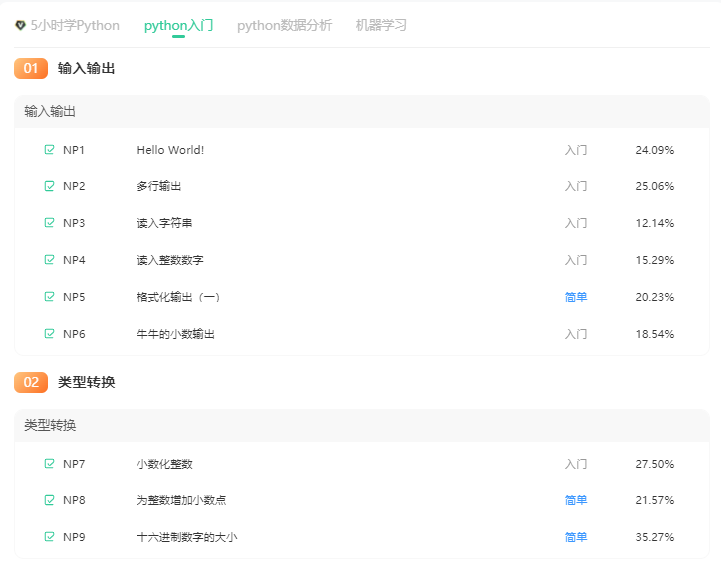 5小时学Python python入门 python数据分析 机器学习
01 输入输出
输入输出
NP1 Hello World! 入门 24.09%
NP2 多行输出 入门 25.06%
NP3 读入字符串 入门 12.14%
NP4 读入整数数字 入门 15.29%
NP5 格式化输出（一） 简单 20.23%
NP6 牛牛的小数输出 入门 18.54%
02 类型转换
类型转换
NP7 小数化整数 入门 27.50%
NP8 为整数增加小数点 简单 21.57%
NP9 十六进制数字的大小 简单 35.27%